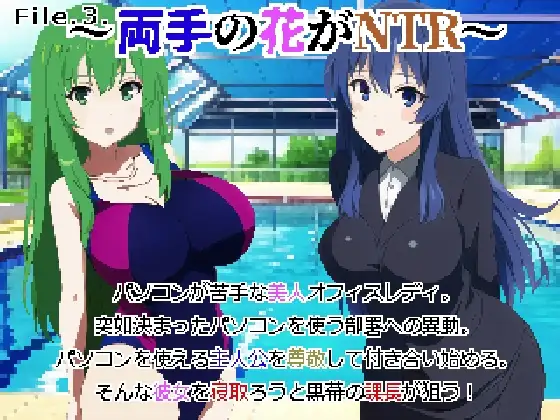 File.3.
～両手の花がNTR～
パソコンが苦手な美人オフィスレディ。
突如決まったパソコンを使う部署への異動。
パソコンを使える主人公を尊敬して付き合い始める。
そんな彼女を寝取ろうと黒幕の課長が狙う！